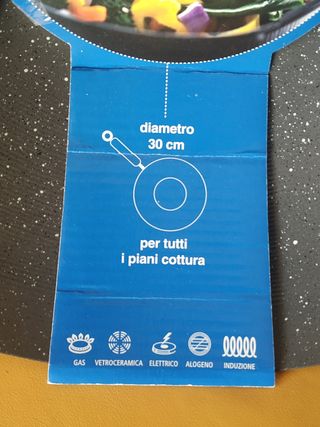 diametro
30 cm
per tutti
i piani cottura
GAS VETROCERAMICA ELETTRICO ALOGENO INDUZIONE